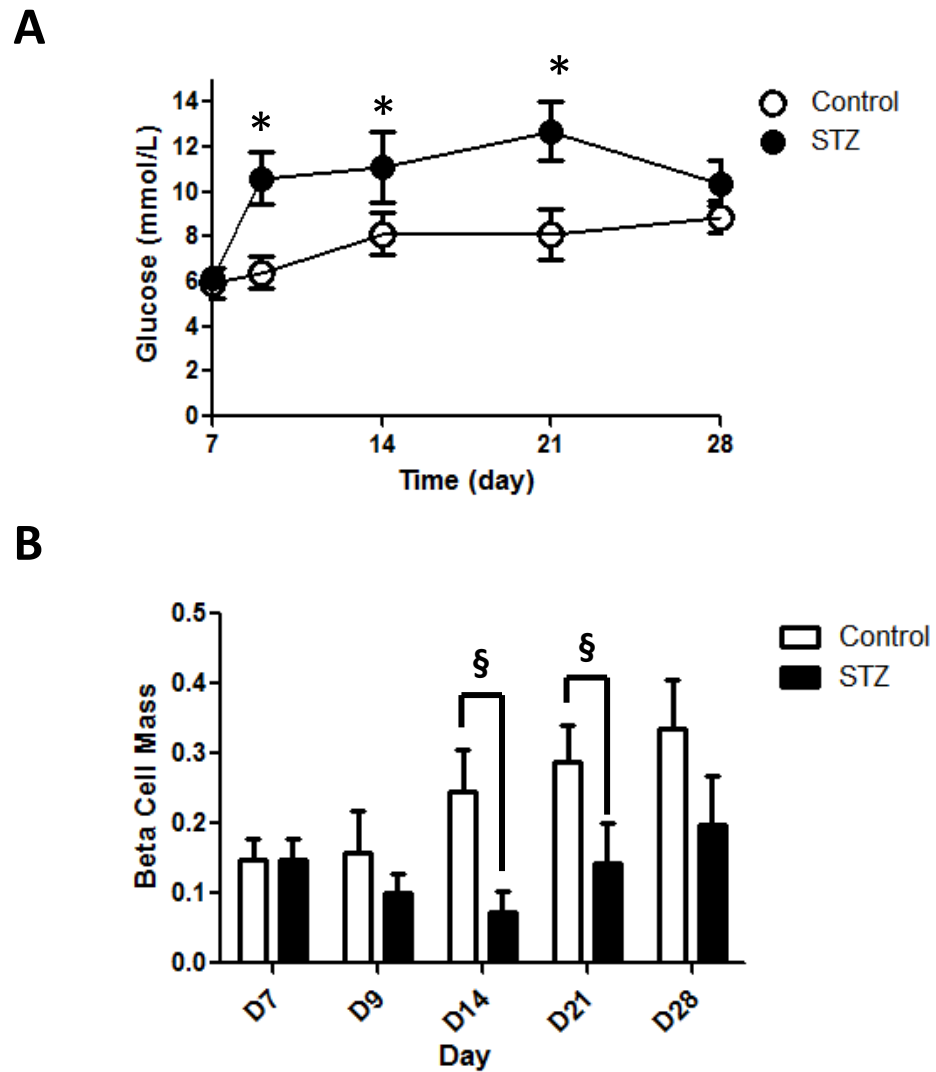 A
*
*
*
Control
STZ
Glucose (mmol/L)
14
12
10
8
6
4
2
0
7
14
21
28
Time (day)
B
§
§
Control
STZ
Beta Cell Mass
0.5
0.4
0.3
0.2
0.1
0.0
D7
D9
D14
D21
D28
Day